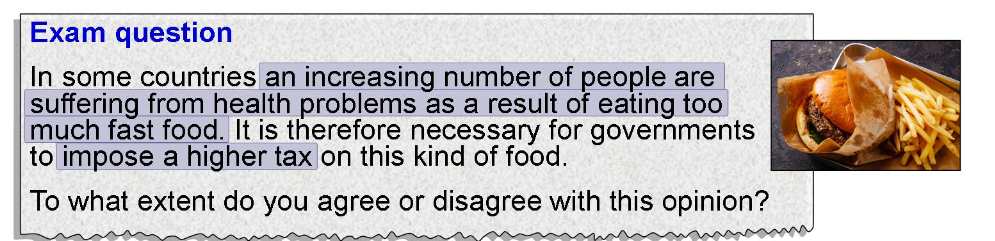 Exam question
In some countries an increasing number of people are
suffering from health problems as a result of eating too
much fast food. It is therefore necessary for governments
to impose a higher tax on this kind of food.
To what extent do you agree or disagree with this opinion?